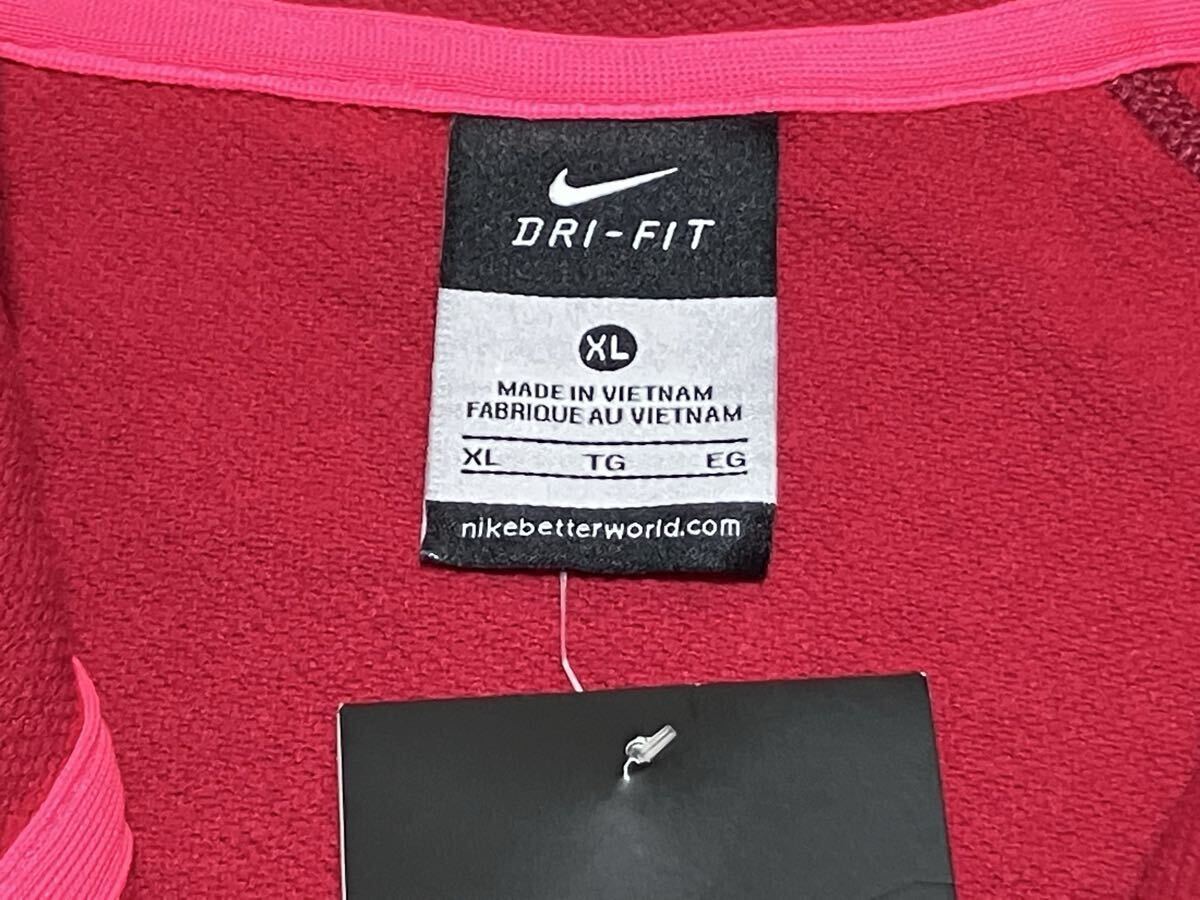 DRI-FIT
XL
MADE IN VIETNAM
FABRIQUE AU VIETNAM
XL TG EG
nikebetterworld.com